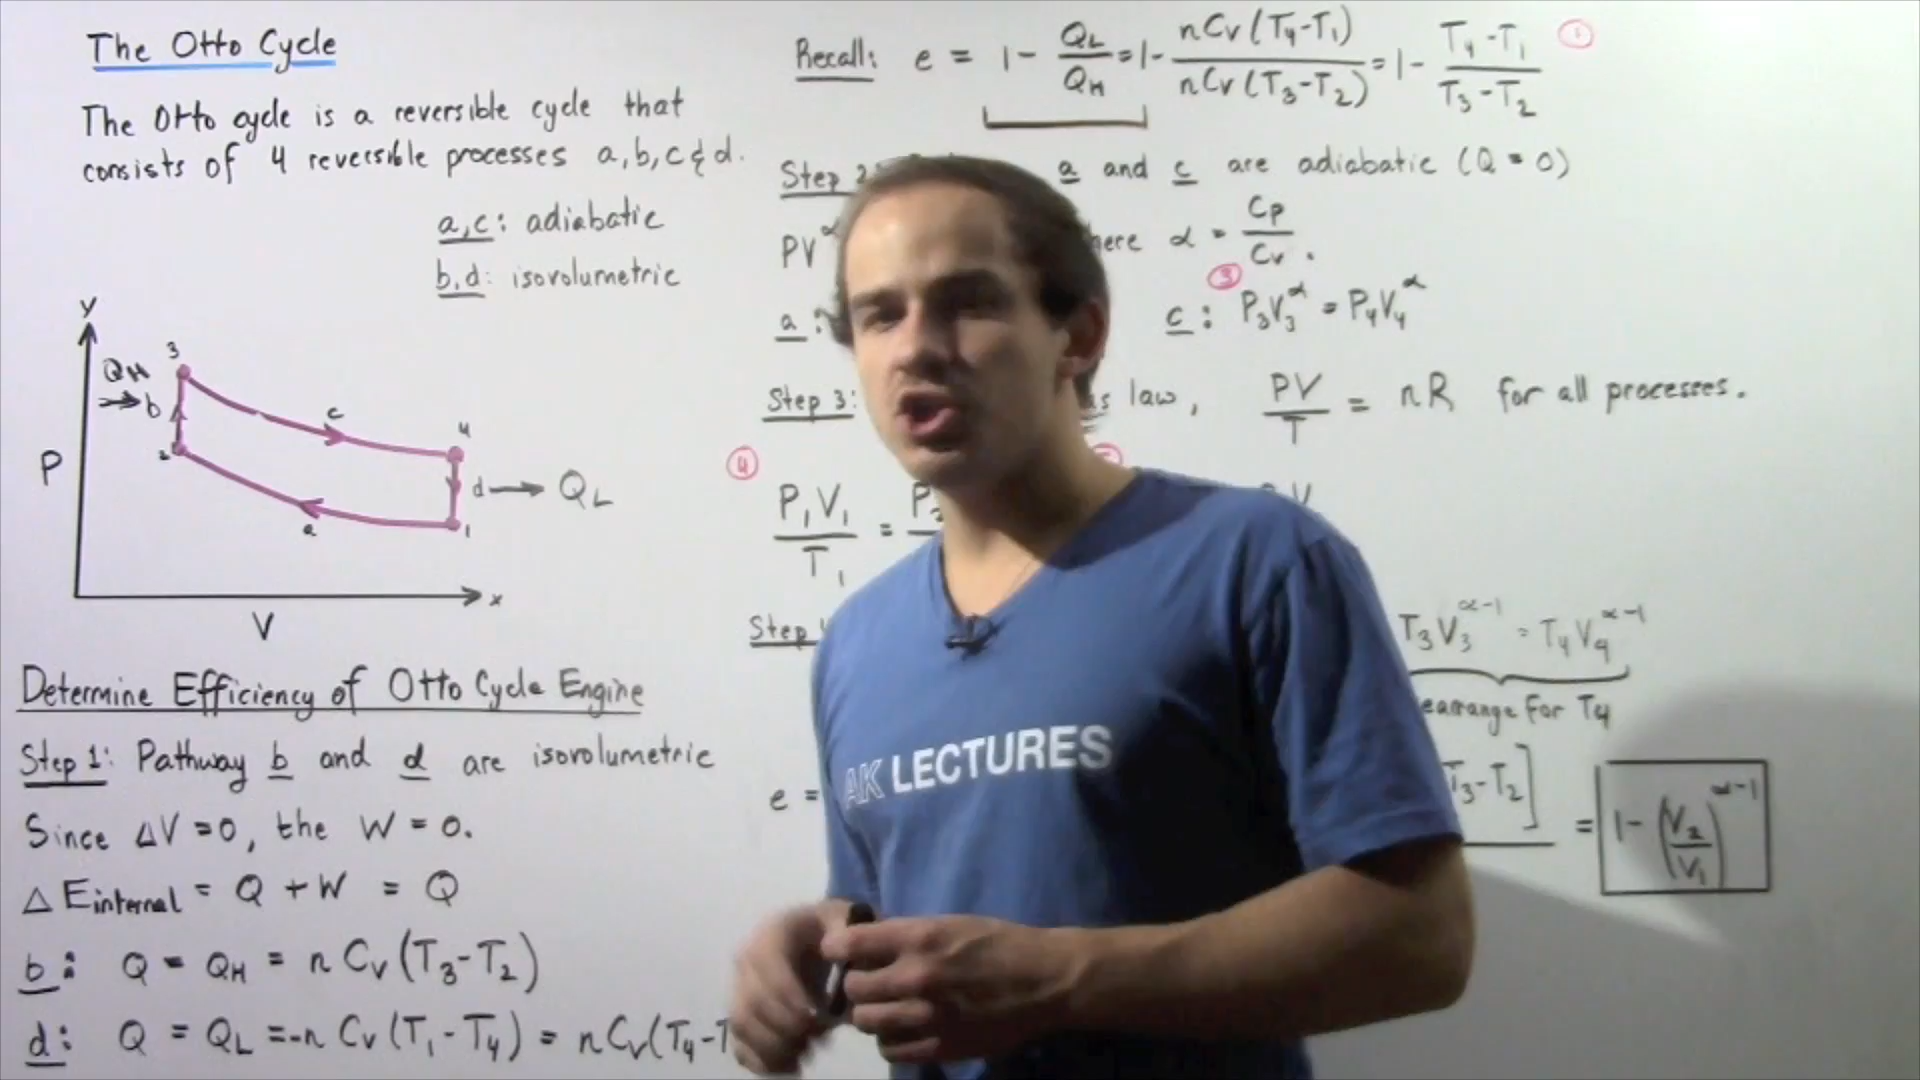 The Otto Cycle
The Otto cycle is a reversible cycle that
consists of 4 reversible processes a, b, c & d.
a, c: adiabatic
b, d: isovolumetric
y
3
QH
b
c
4
2
P
d → QL
a
1
x
V
Determine Efficiency of Otto Cycle Engine
Step 1: Pathway b and d are isovolumetric
Since ΔV = 0, the W = 0.
ΔEinternal = Q + W = Q
b: Q = QH = n Cv (T3-T2)
d: Q = QL = -n Cv (T1-T4) = n Cv (T4-T
Recall: e = 1 - QL/QH = 1 - nCv(T4-T1)/nCv(T3-T2) = 1 - T4-T1/T3-T2 ①
Step 2: a and c are adiabatic (Q = 0)
PV^α here α = Cp/Cv.
③
a: c: P3V3^α = P4V4^α
Step 3: law, PV/T = nR for all processes.
④
P1V1/T1 =
Step T3V3^α-1 = T4V4^α-1
earrange for T4
e = T3-T2] = 1 - (V2/V1)^α-1
AK LECTURES